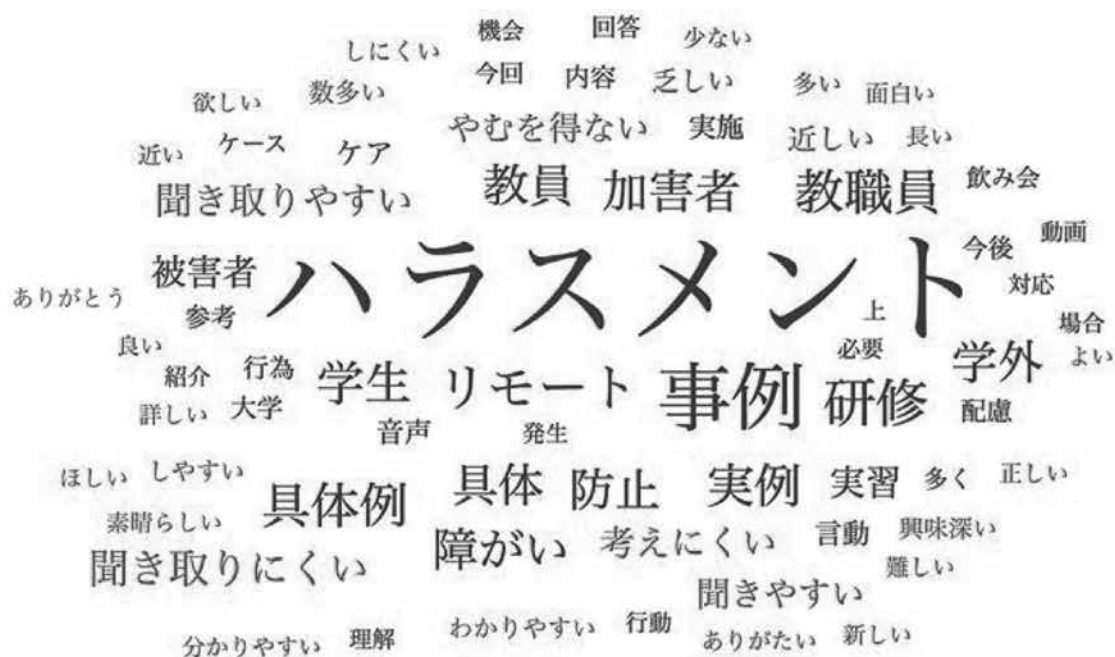 機会 回答 少ない
しにくい 今回 内容 乏しい 多い 面白い
欲しい 数多い やむを得ない 実施 近しい 長い
近い ケース ケア
聞き取りやすい 教員 加害者 教職員 飲み会
被害者 ハラスメント 今後 動画
ありがとう 参考 上 対応
良い 必要 場合
紹介 行為 学生 リモート 事例 研修 学外 よい
詳しい 大学 音声 発生 配慮
ほしい しやすい 具体例 具体 防止 実例 実習 多く 正しい
素晴らしい 障がい 考えにくい 言動 興味深い
聞き取りにくい 難しい
聞きやすい
分かりやすい 理解 わかりやすい 行動 ありがたい 新しい